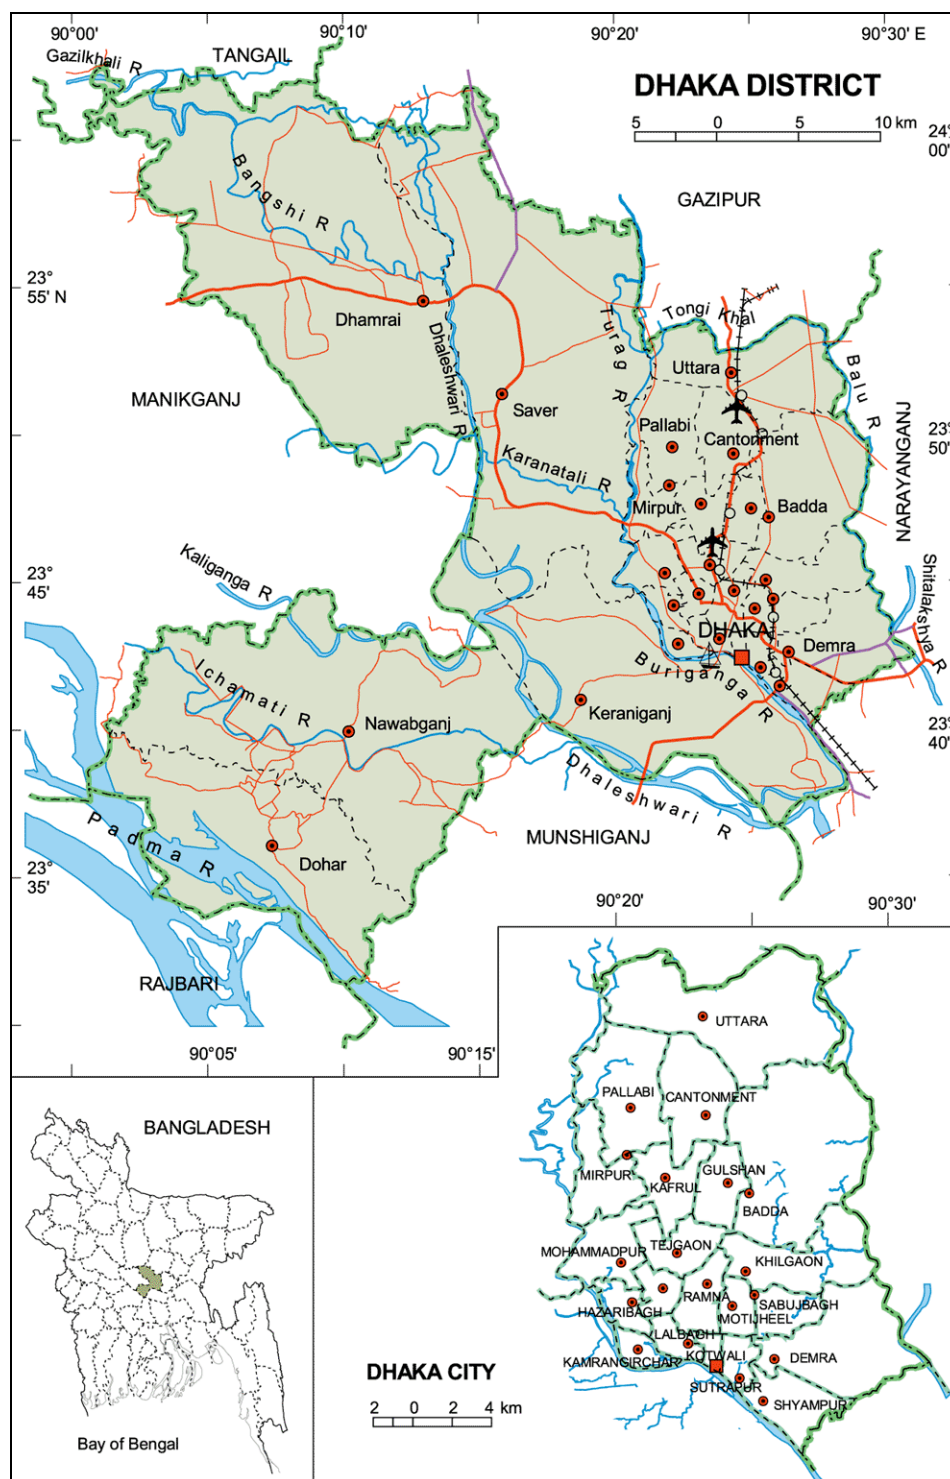 90°00'
90°10'
90°20'
90°30' E
Gazilkhali R
TANGAIL
DHAKA DISTRICT
5 0 5 10 km
24°
00'
GAZIPUR
Bangshi R
23°
55' N
Dhamrai
Dhaleshwari R
Turag R
Tongi Khal
Uttara
Balu R
MANIKGANJ
Saver
Pallabi
Cantonment
23°
50'
NARAYANGANJ
Karanatali R
Mirpur
Badda
Kaliganga R
23°
45'
Shitalakshya R
DHAKA
Demra
Buriganga R
Ichamati R
Nawabganj
Keraniganj
23°
40'
Dhaleshwari R
MUNSHIGANJ
Padma R
Dohar
23°
35'
RAJBARI
90°20'
90°30'
90°05'
90°15'
UTTARA
PALLABI
CANTONMENT
MIRPUR
KAFRUL
GULSHAN
BADDA
MOHAMMADPUR
TEJGAON
KHILGAON
HAZARIBAGH
RAMNA
SABUJBAGH
MOTIJHEEL
LALBAGH
KAMRANGIRCHAR
KOTWALI
DEMRA
SUTRAPUR
SHYAMPUR
DHAKA CITY
2 0 2 4 km
BANGLADESH
Bay of Bengal